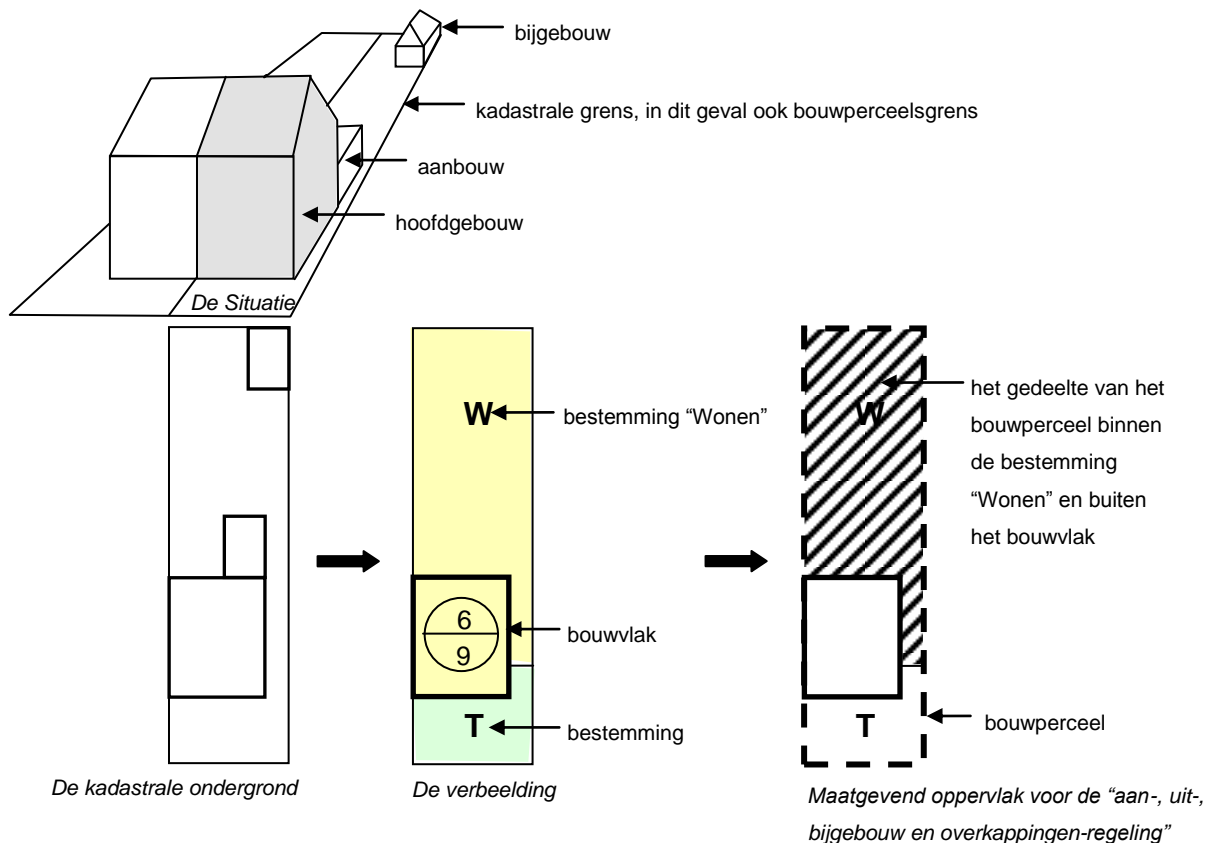 bijgebouw
kadastrale grens, in dit geval ook bouwperceelsgrens
aanbouw
hoofdgebouw
De Situatie
W
bestemming “Wonen”
6
9
bouwvlak
T
bestemming
W
het gedeelte van het
bouwperceel binnen
de bestemming
“Wonen” en buiten
het bouwvlak
T
bouwperceel
De kadastrale ondergrond
De verbeelding
Maatgevend oppervlak voor de “aan-, uit-,
bijgebouw en overkappingen-regeling”